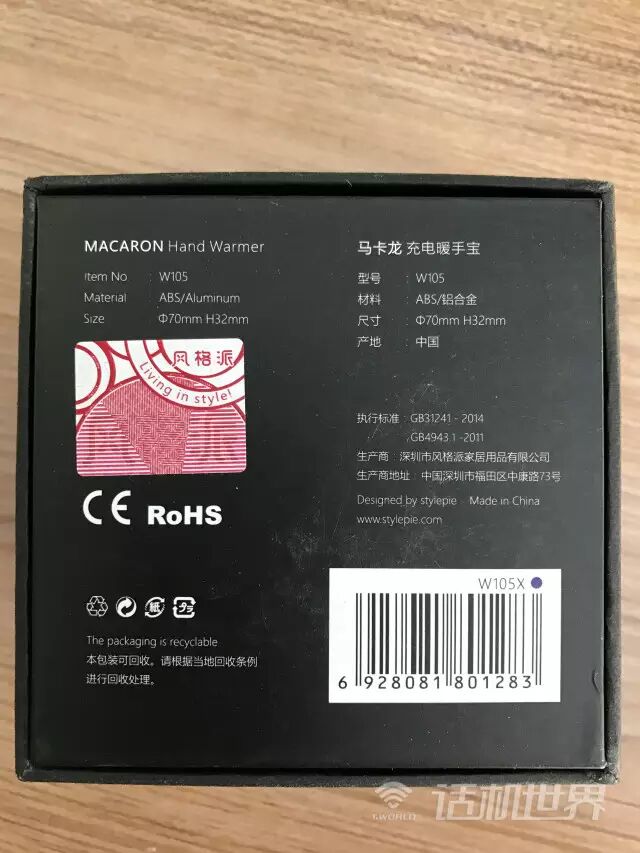 MACARON Hand Warmer
Item No : W105
Material : ABS/Aluminum
Size : Φ70mm H32mm
风格派
Living in style!
CE RoHS
The packaging is recyclable
本包装可回收。请根据当地回收条例
进行回收处理。
马卡龙 充电暖手宝
型号 : W105
材料 : ABS/铝合金
尺寸 : Φ70mm H32mm
产地 : 中国
执行标准 : GB31241 - 2014
GB4943.1 -2011
生产商 : 深圳市风格派家居用品有限公司
生产商地址 : 中国深圳市福田区中康路73号
Designed by stylepie Made in China
www.stylepie.com
W105X
6 928081 801283
话机世界